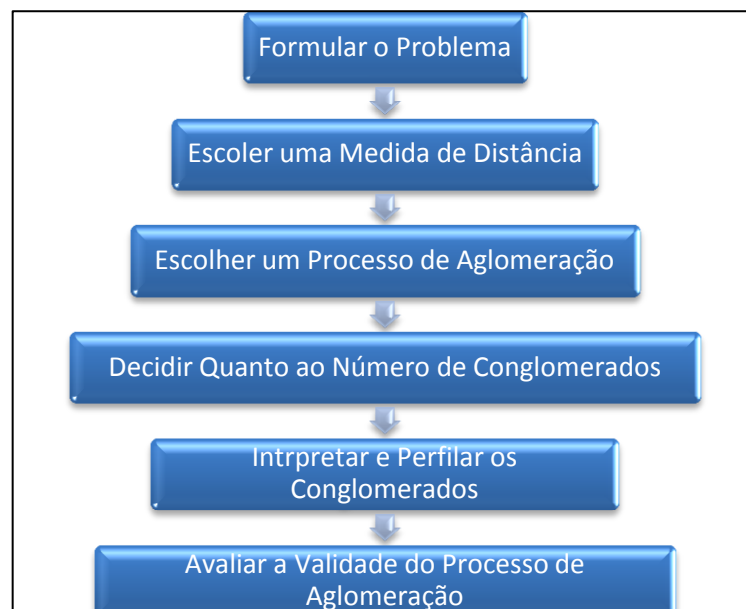 Formular o Problema
Escoler uma Medida de Distância
Escolher um Processo de Aglomeração
Decidir Quanto ao Número de Conglomerados
Intrpretar e Perfilar os
Conglomerados
Avaliar a Validade do Processo de
Aglomeração